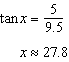 tan x = 5/9.5
x ≈ 27.8